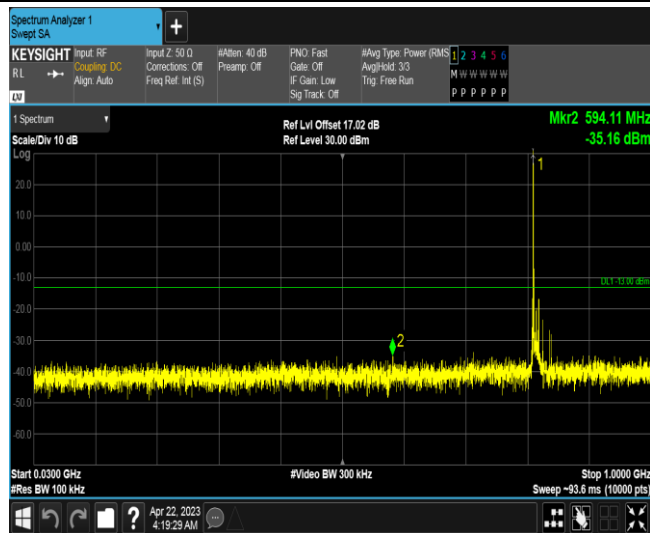 Spectrum Analyzer 1
Swept SA
+
KEYSIGHT
RL
LXI
Input: RF
Coupling: DC
Align: Auto
Input Z: 50 Ω
Corrections: Off
Freq Ref: Int (S)
#Atten: 40 dB
Preamp: Off
PNO: Fast
Gate: Off
IF Gain: Low
Sig Track: Off
#Avg Type: Power (RMS
Avg|Hold: 3/3
Trig: Free Run
1 2 3 4 5 6
M W W W W W
P P P P P P
1 Spectrum
Scale/Div 10 dB
Ref Lvl Offset 17.02 dB
Ref Level 30.00 dBm
Mkr2 594.11 MHz
-35.16 dBm
Log
1
20.0
10.0
0.00
-10.0
DL1 -13.00 dBm
-20.0
-30.0
2
-40.0
-50.0
-60.0
Start 0.0300 GHz
#Video BW 300 kHz
Stop 1.0000 GHz
#Res BW 100 kHz
Sweep ~93.6 ms (10000 pts)
?
Apr 22, 2023
4:19:29 AM